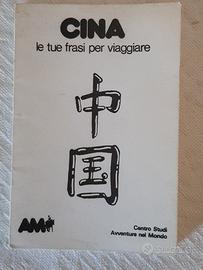 CINA
le tue frasi per viaggiare
中
国
AM
Centro Studi
Avventure nel Mondo